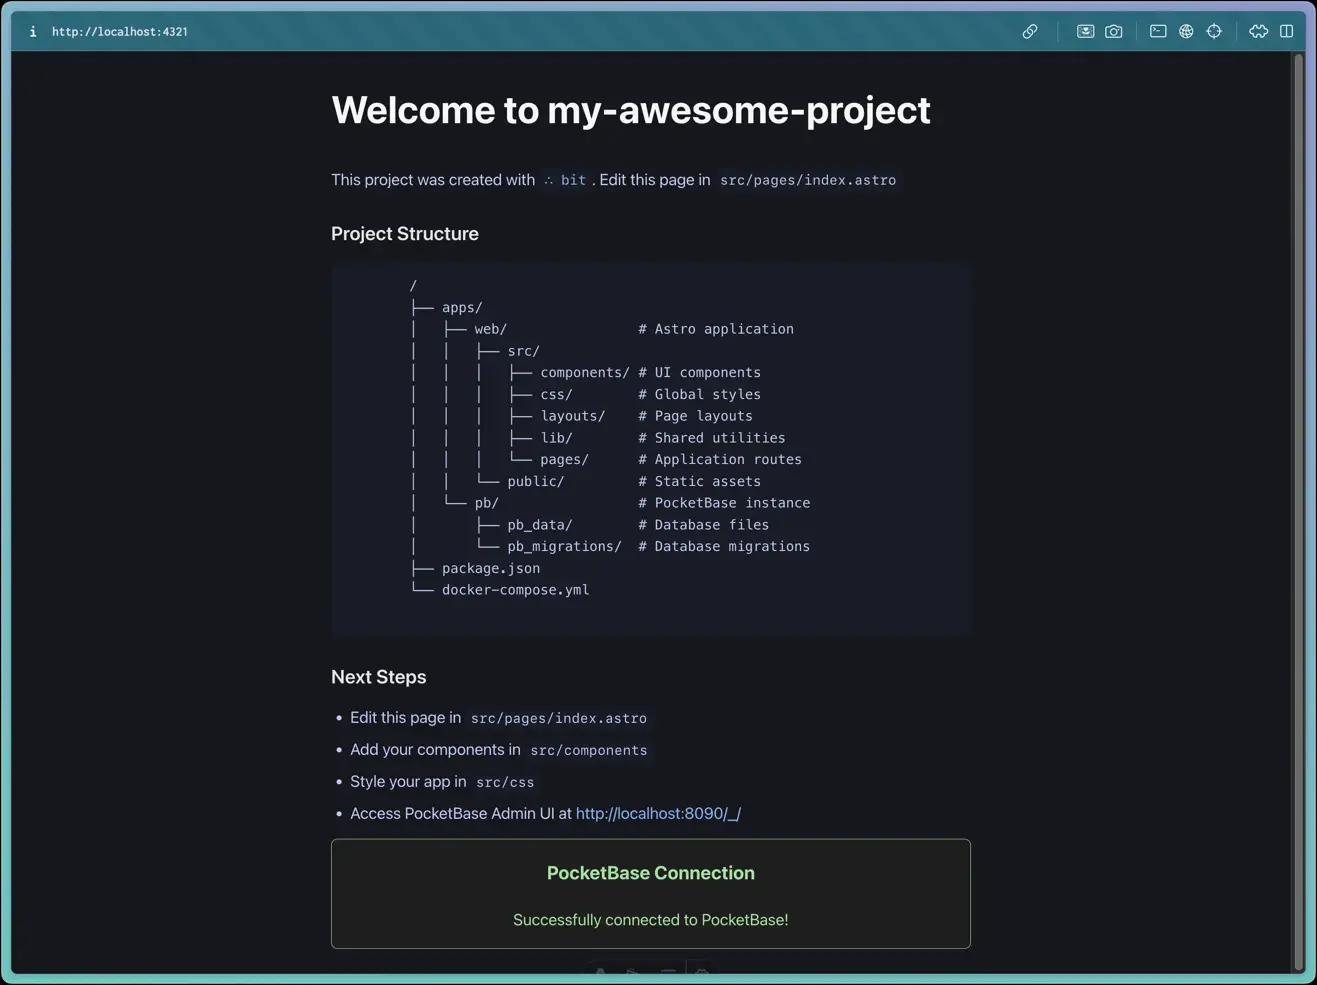 http://localhost:4321
Welcome to my-awesome-project
This project was created with ∴ bit . Edit this page in src/pages/index.astro
Project Structure
/
├── apps/
│   ├── web/                # Astro application
│   │   ├── src/
│   │   │   ├── components/ # UI components
│   │   │   ├── css/        # Global styles
│   │   │   ├── layouts/    # Page layouts
│   │   │   ├── lib/        # Shared utilities
│   │   │   └── pages/      # Application routes
│   │   └── public/         # Static assets
│   └── pb/                 # PocketBase instance
│       ├── pb_data/        # Database files
│       └── pb_migrations/  # Database migrations
├── package.json
└── docker-compose.yml
Next Steps
• Edit this page in src/pages/index.astro
• Add your components in src/components
• Style your app in src/css
• Access PocketBase Admin UI at http://localhost:8090/_/
PocketBase Connection
Successfully connected to PocketBase!